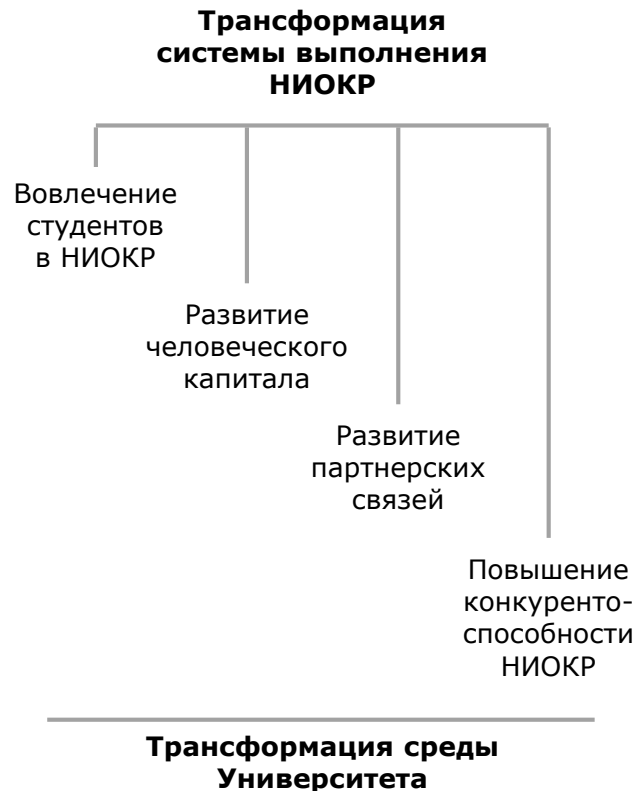 Трансформация
системы выполнения
НИОКР
Вовлечение
студентов
в НИОКР
Развитие
человеческого
капитала
Развитие
партнерских
связей
Повышение
конкуренто-
способности
НИОКР
Трансформация среды
Университета